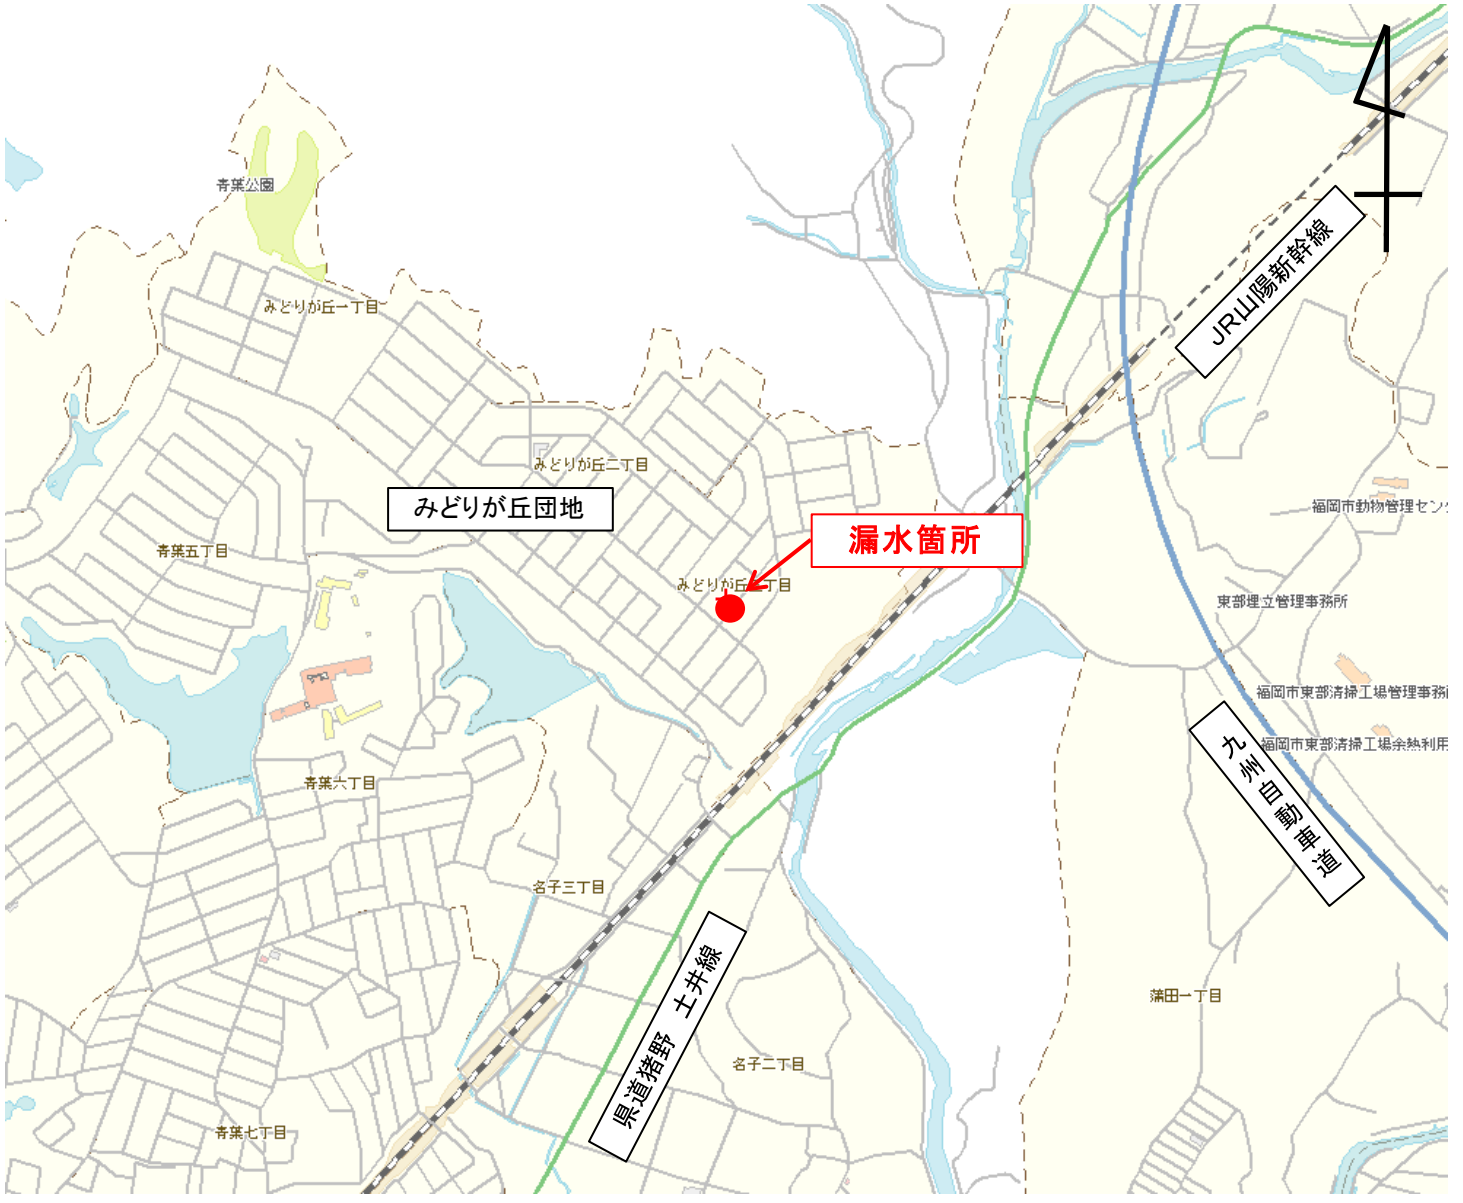 青葉公園
みどりが丘一丁目
JR山陽新幹線
みどりが丘二丁目
みどりが丘団地
福岡市動物管理セン
漏水箇所
青葉五丁目
みどりが丘三丁目
東部埋立管理事務所
福岡市東部清掃工場管理事務
九州自動車道
福岡市東部清掃工場余熱利用
青葉六丁目
名子三丁目
県道猪野 土井線
蒲田一丁目
名子二丁目
青葉七丁目